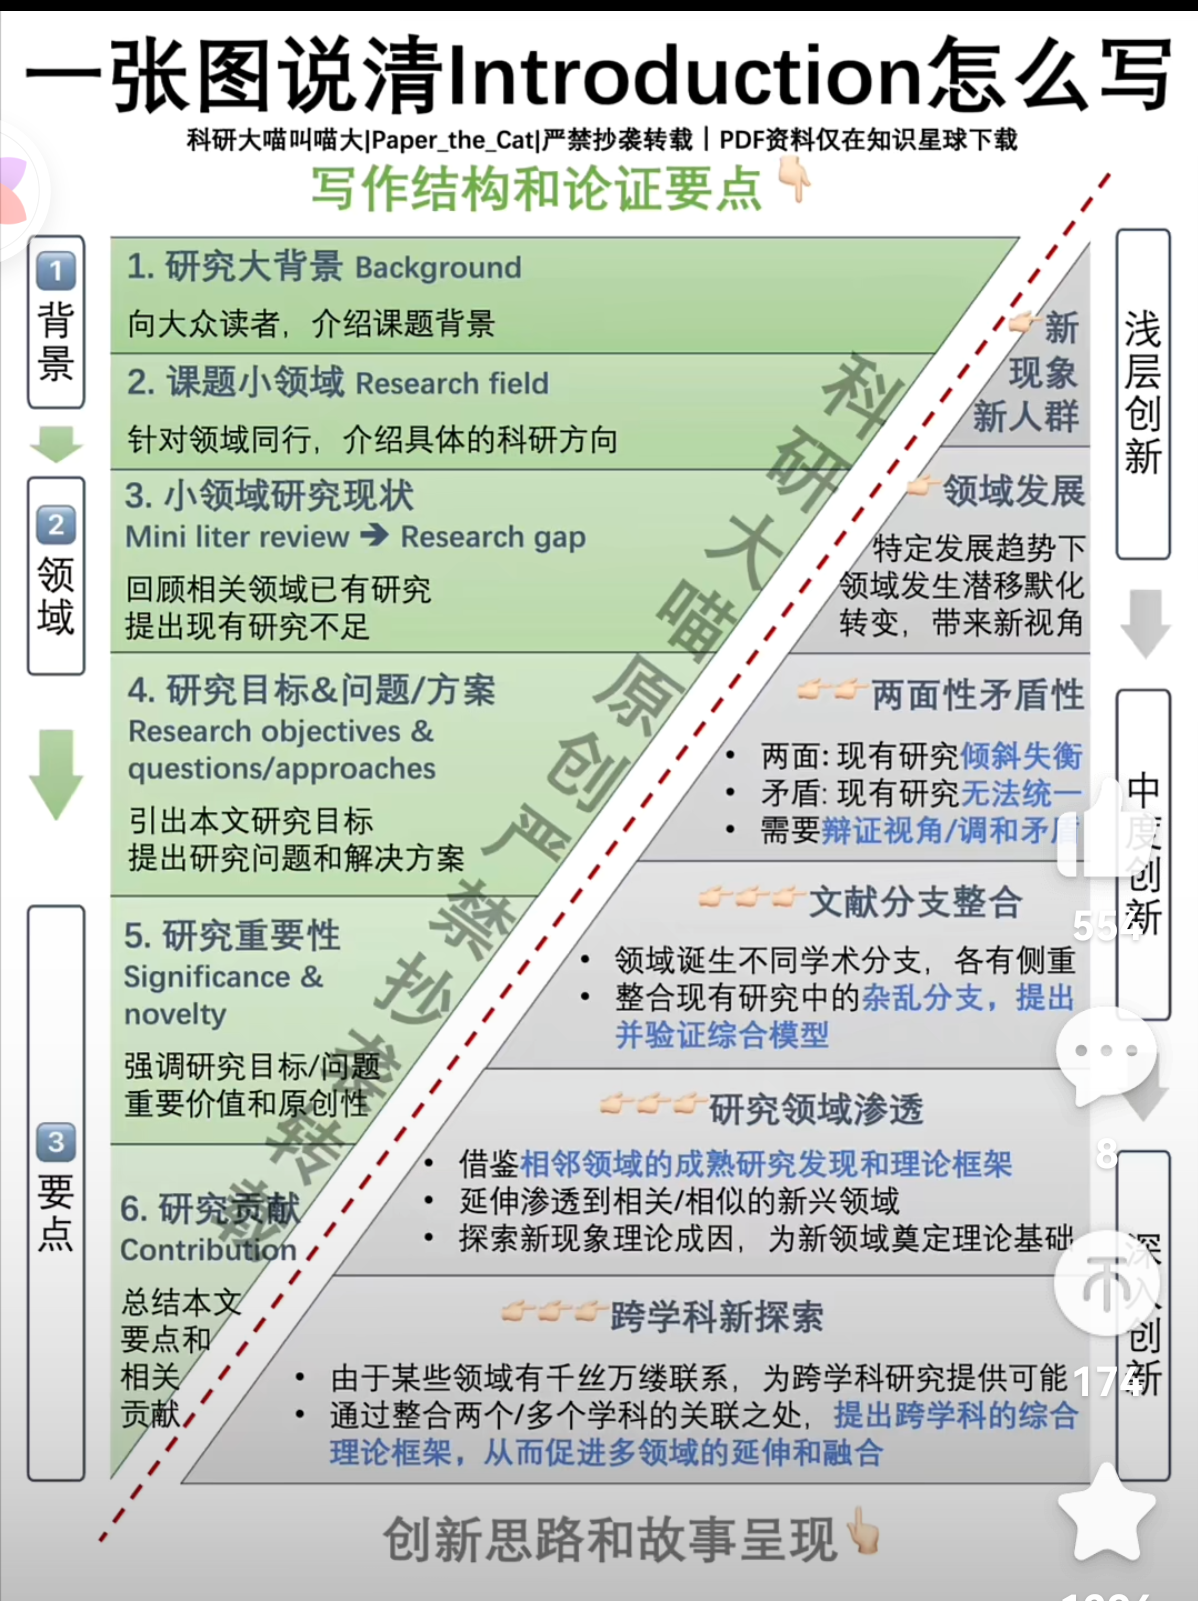 一张图说清Introduction怎么写
科研大喵叫喵大|Paper_the_Cat|严禁抄袭转载｜PDF资料仅在知识星球下载
写作结构和论证要点👇🏻
1
背景
2
领域
3
要点
1. 研究大背景 Background
向大众读者，介绍课题背景
2. 课题小领域 Research field
针对领域同行，介绍具体的科研方向
3. 小领域研究现状
Mini liter review ➔ Research gap
回顾相关领域已有研究
提出现有研究不足
4. 研究目标&问题/方案
Research objectives &
questions/approaches
引出本文研究目标
提出研究问题和解决方案
5. 研究重要性
Significance &
novelty
强调研究目标/问题
重要价值和原创性
6. 研究贡献
Contribution
总结本文
要点和
相关
贡献
科研大喵原创严禁抄袭转载
👉🏻新
现象
新人群
👉🏻领域发展
特定发展趋势下
领域发生潜移默化
转变，带来新视角
👉🏻👉🏻两面性矛盾性
• 两面: 现有研究倾斜失衡
• 矛盾: 现有研究无法统一
• 需要辩证视角/调和矛盾
👉🏻👉🏻👉🏻文献分支整合
• 领域诞生不同学术分支，各有侧重
• 整合现有研究中的杂乱分支，提出
并验证综合模型
👉🏻👉🏻👉🏻研究领域渗透
• 借鉴相邻领域的成熟研究发现和理论框架
• 延伸渗透到相关/相似的新兴领域
• 探索新现象理论成因，为新领域奠定理论基础
👉🏻👉🏻👉🏻跨学科新探索
• 由于某些领域有千丝万缕联系，为跨学科研究提供可能
• 通过整合两个/多个学科的关联之处，提出跨学科的综合
理论框架，从而促进多领域的延伸和融合
浅层创新
中度创新
深入创新
554
8
174
创新思路和故事呈现👆🏻